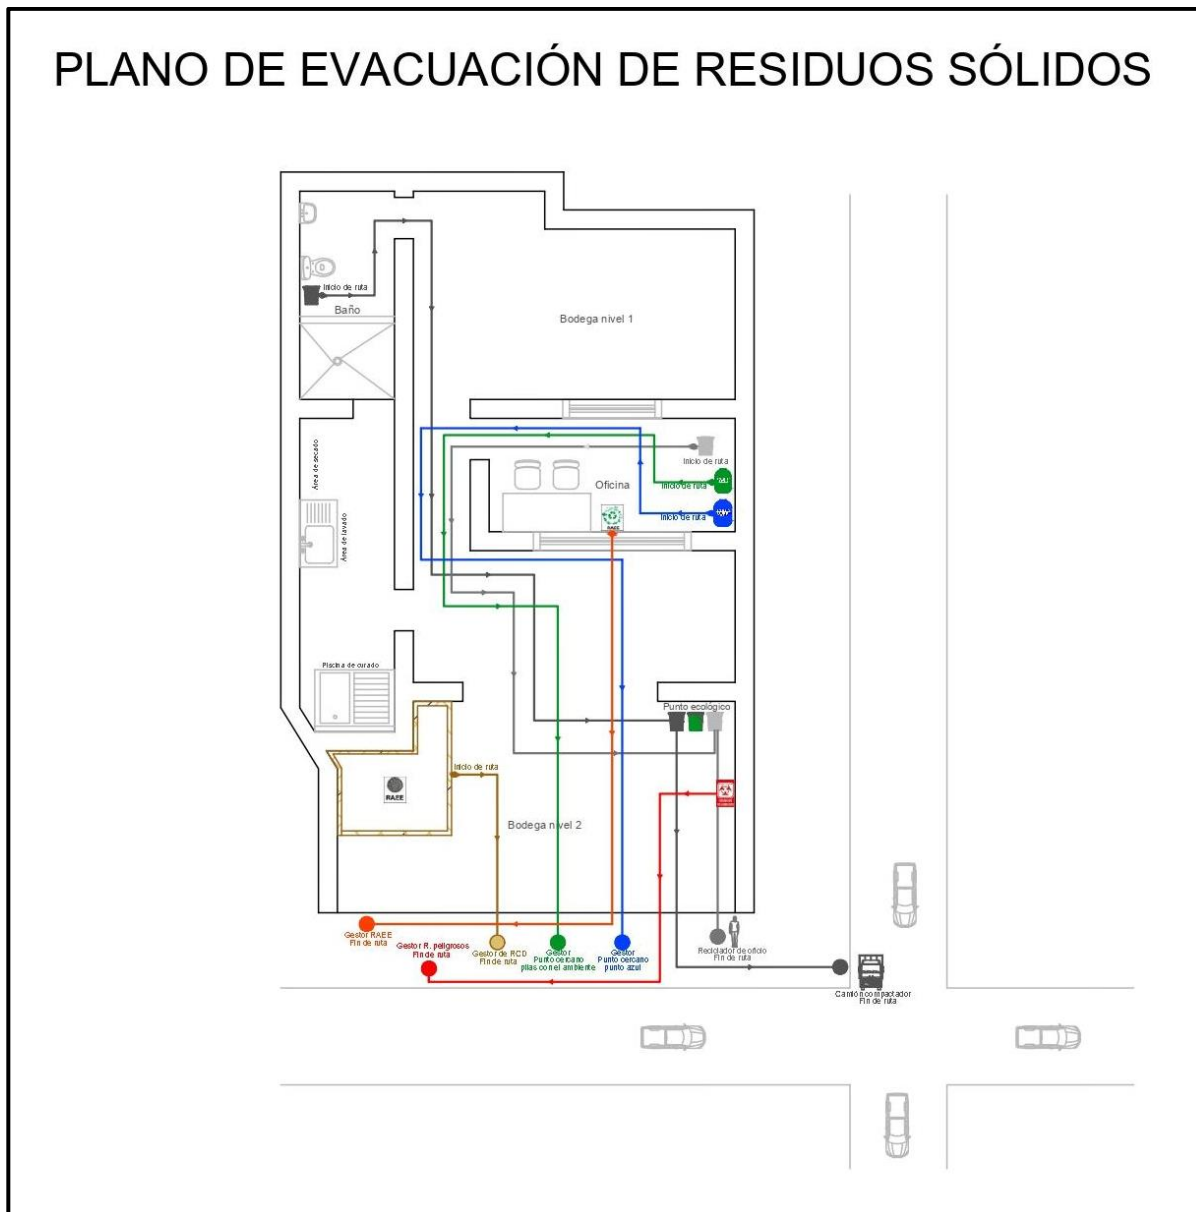 PLANO DE EVACUACIÓN DE RESIDUOS SÓLIDOS
Inicio de ruta
Baño
Bodega nivel 1
Área de secado
Área de lavado
Inicio de ruta
Oficina
Inicio de ruta
Inicio de ruta
RAEE
Piscina de curado
Punto ecológico
Inicio de ruta
RAEE
Bodega nivel 2
Gestor RAEE
Fin de ruta
Gestor R. peligrosos
Fin de ruta
Gestor de RCD
Fin de ruta
Gestor
Punto cercano
pilas con el ambiente
Gestor
Punto cercano
punto azul
Reciclador de oficio
Fin de ruta
Camión compactador
Fin de ruta